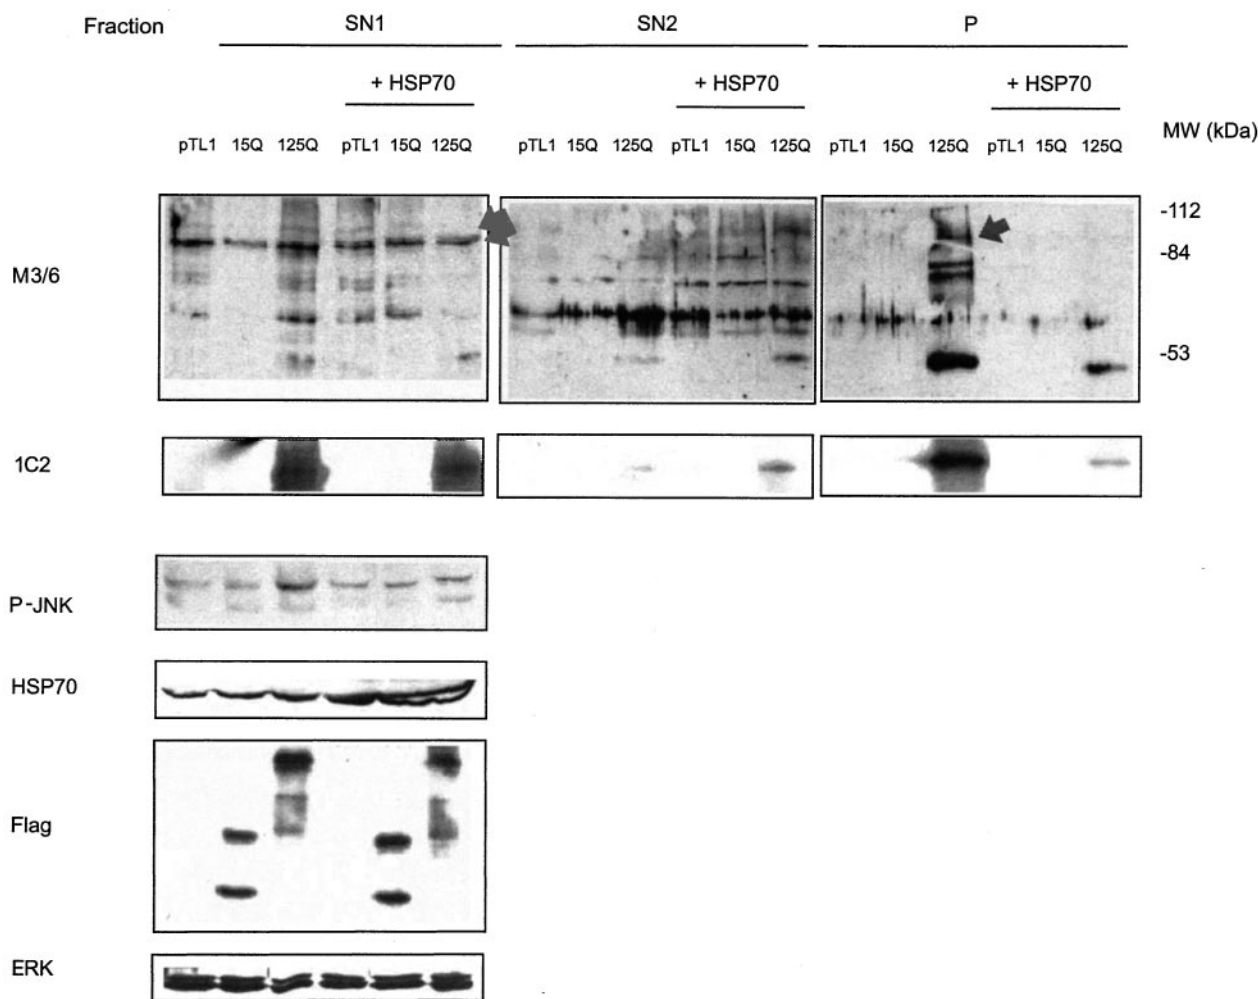 Fraction SN1 SN2 P
+ HSP70 + HSP70 + HSP70
MW (kDa)
pTL1 15Q 125Q pTL1 15Q 125Q pTL1 15Q 125Q pTL1 15Q 125Q pTL1 15Q 125Q pTL1 15Q 125Q
-112
-84
M3/6
-53
1C2
P-JNK
HSP70
Flag
ERK